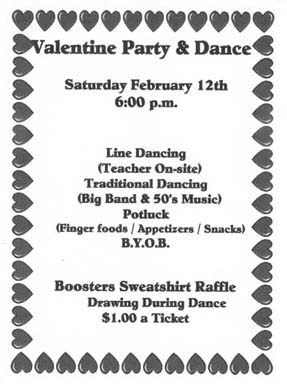 Valentine Party & Dance
Saturday February 12th
6:00 p.m.
Line Dancing
(Teacher On-site)
Traditional Dancing
(Big Band & 50's Music)
Potluck
(Finger foods / Appetizers / Snacks)
B.Y.O.B.
Boosters Sweatshirt Raffle
Drawing During Dance
$1.00 a Ticket